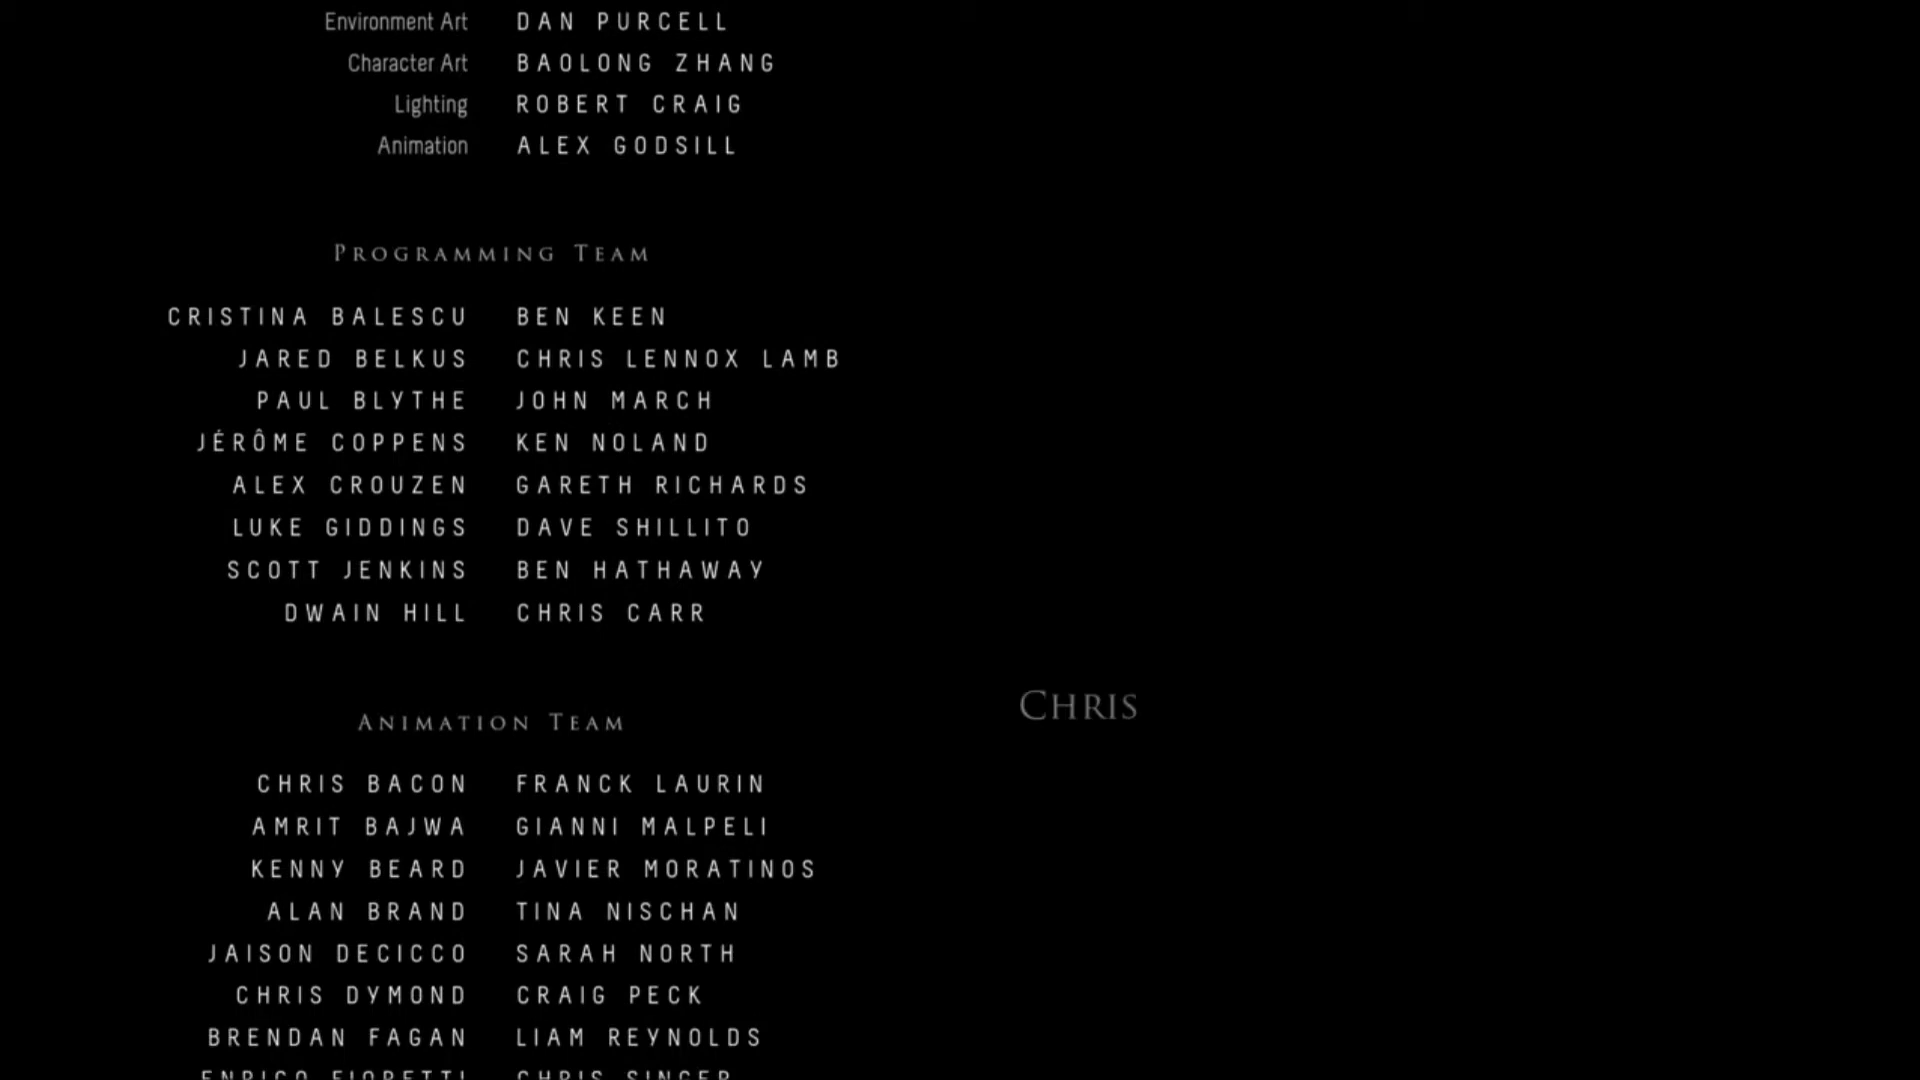 Environment Art DAN PURCELL
Character Art BAOLONG ZHANG
Lighting ROBERT CRAIG
Animation ALEX GODSILL
PROGRAMMING TEAM
CRISTINA BALESCU BEN KEEN
JARED BELKUS CHRIS LENNOX LAMB
PAUL BLYTHE JOHN MARCH
JÉRÔME COPPENS KEN NOLAND
ALEX CROUZEN GARETH RICHARDS
LUKE GIDDINGS DAVE SHILLITO
SCOTT JENKINS BEN HATHAWAY
DWAIN HILL CHRIS CARR
CHRIS
ANIMATION TEAM
CHRIS BACON FRANCK LAURIN
AMRIT BAJWA GIANNI MALPELI
KENNY BEARD JAVIER MORATINOS
ALAN BRAND TINA NISCHAN
JAISON DECICCO SARAH NORTH
CHRIS DYMOND CRAIG PECK
BRENDAN FAGAN LIAM REYNOLDS
ENRICO FIORETTI CHRIS SINGER